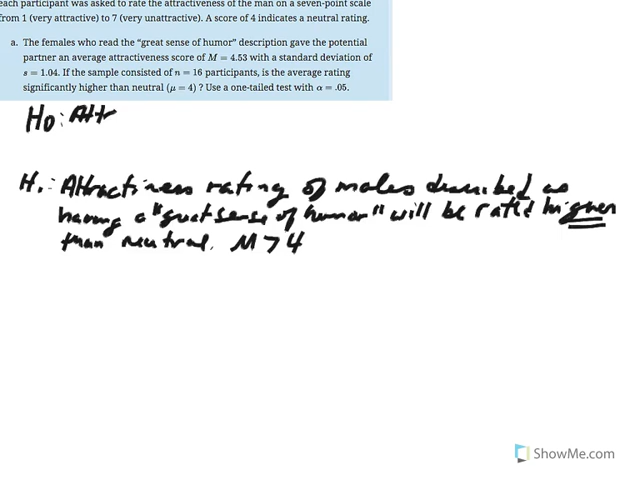 each participant was asked to rate the attractiveness of the man on a seven-point scale
from 1 (very attractive) to 7 (very unattractive). A score of 4 indicates a neutral rating.
a. The females who read the “great sense of humor” description gave the potential
partner an average attractiveness score of M = 4.53 with a standard deviation of
s = 1.04. If the sample consisted of n = 16 participants, is the average rating
significantly higher than neutral (μ = 4) ? Use a one-tailed test with α = .05.
Ho: Attr
H1: Attractiness rating of males described as
having a "great sense of humor" will be rated higher
than neutral. M > 4
ShowMe.com